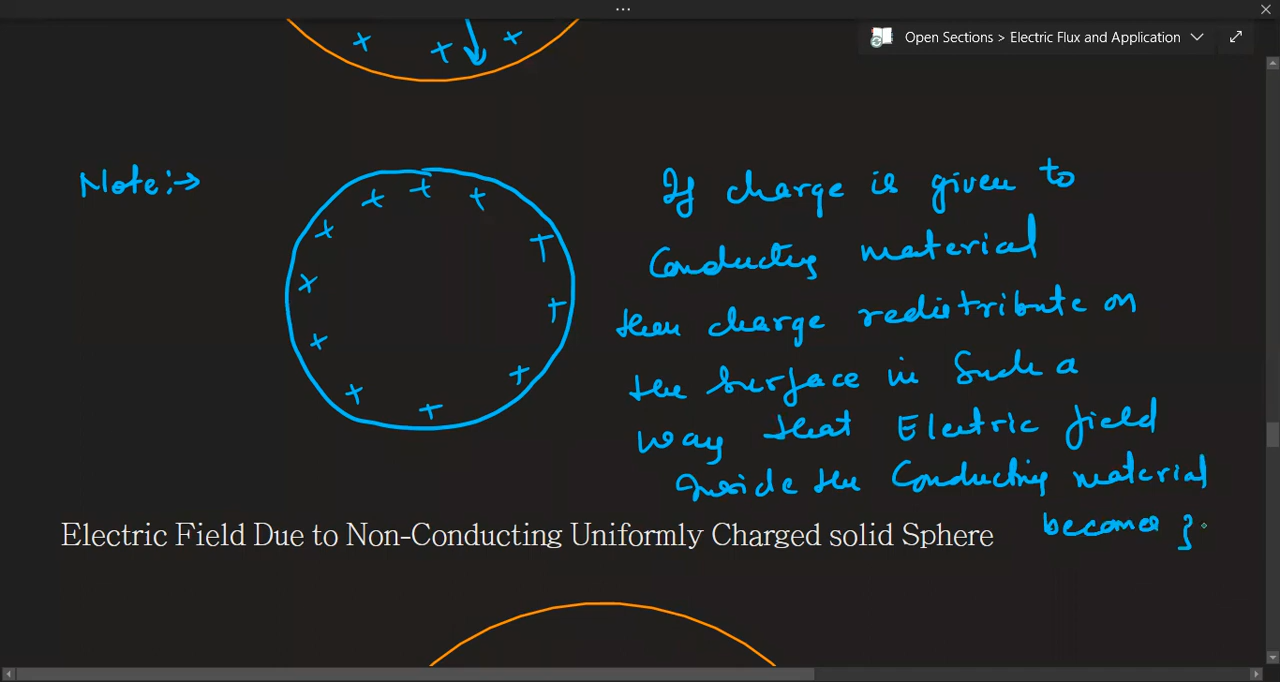 Open Sections > Electric Flux and Application
Note:→
If charge is given to
Conducting material
then charge redistribute on
the surface in Such a
way that Electric field
inside the Conducting material
becomes
Electric Field Due to Non-Conducting Uniformly Charged solid Sphere